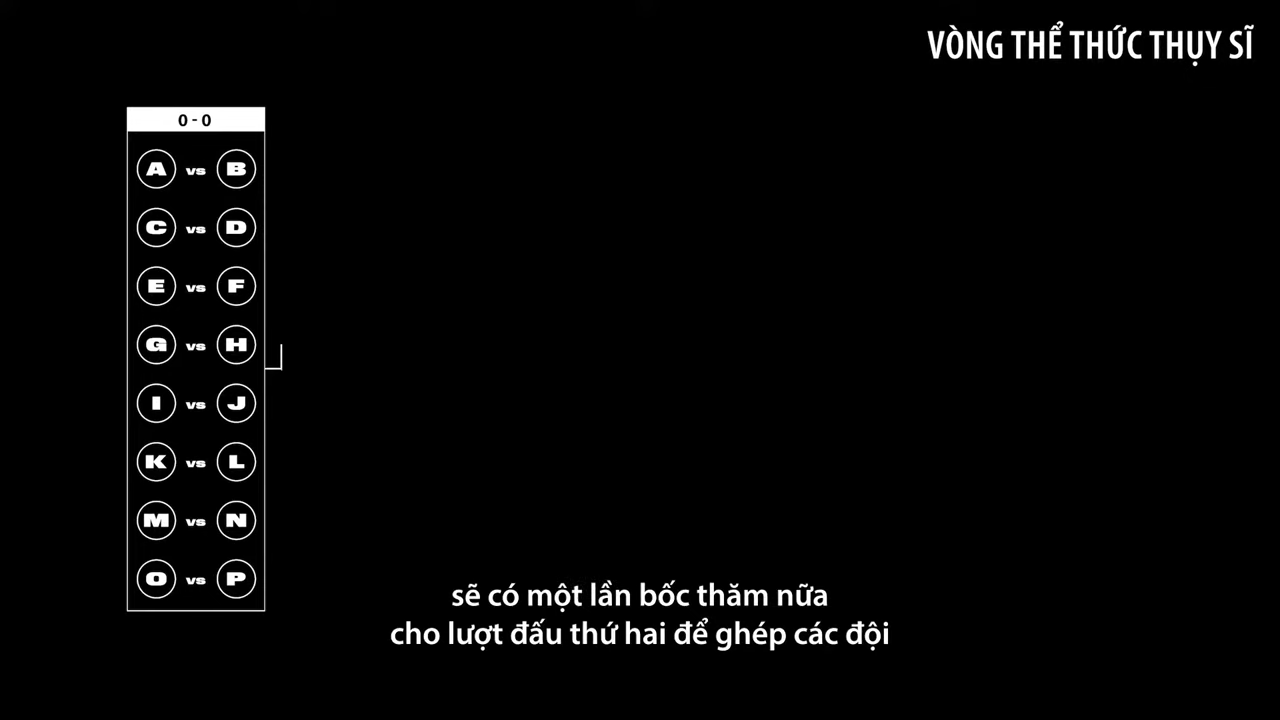 VÒNG THỂ THỨC THỤY SĨ
0 - 0
A vs B
C vs D
E vs F
G vs H
I vs J
K vs L
M vs N
O vs P
sẽ có một lần bốc thăm nữa
cho lượt đấu thứ hai để ghép các đội